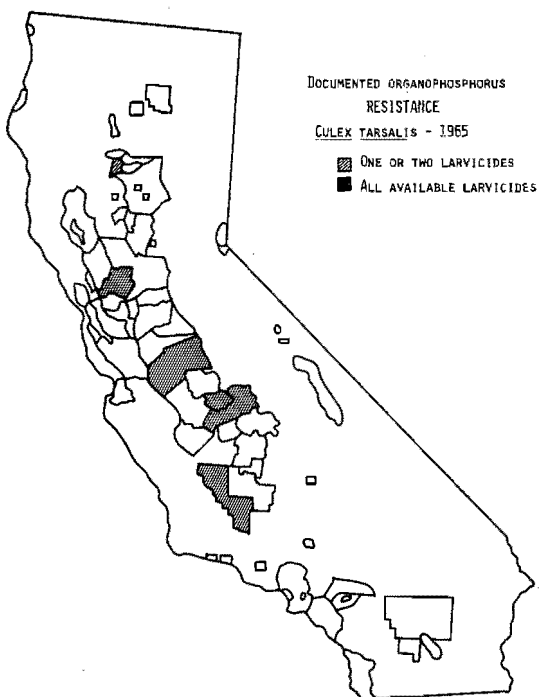 DOCUMENTED ORGANOPHOSPHORUS
RESISTANCE
CULEX TARSALIS - 1965
ONE OR TWO LARVICIDES
ALL AVAILABLE LARVICIDES